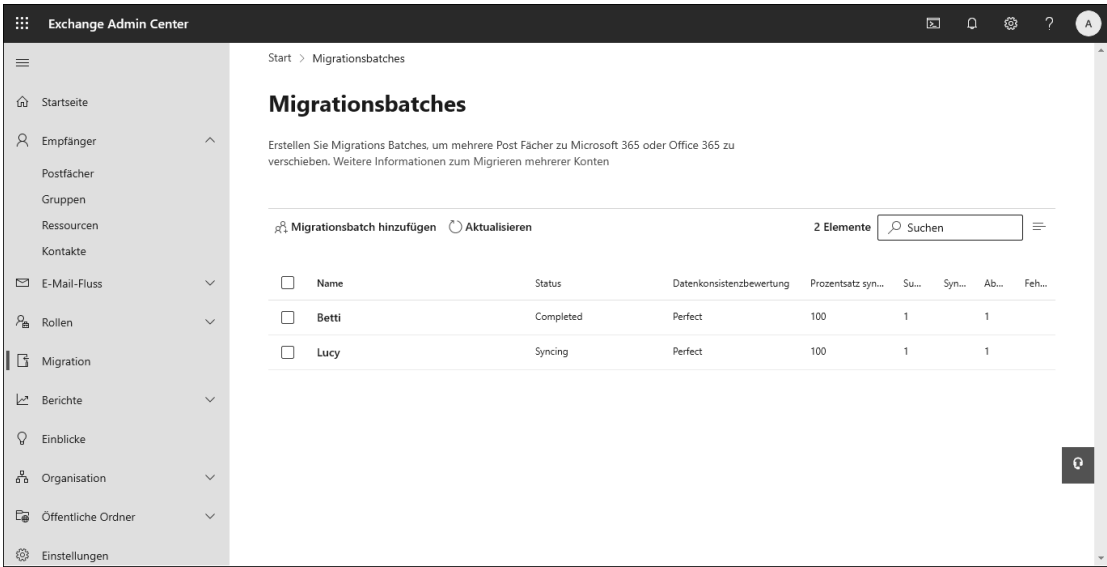 Exchange Admin Center
?
A
Start > Migrationsbatches
Startseite
Empfänger
Postfächer
Gruppen
Ressourcen
Kontakte
E-Mail-Fluss
Rollen
Migration
Berichte
Einblicke
Organisation
Öffentliche Ordner
Einstellungen
Migrationsbatches
Erstellen Sie Migrations Batches, um mehrere Post Fächer zu Microsoft 365 oder Office 365 zu
verschieben. Weitere Informationen zum Migrieren mehrerer Konten
Migrationsbatch hinzufügen Aktualisieren 2 Elemente Suchen
Name Status Datenkonsistenzbewertung Prozentsatz syn... Su... Syn... Ab... Feh...
Betti Completed Perfect 100 1 1
Lucy Syncing Perfect 100 1 1